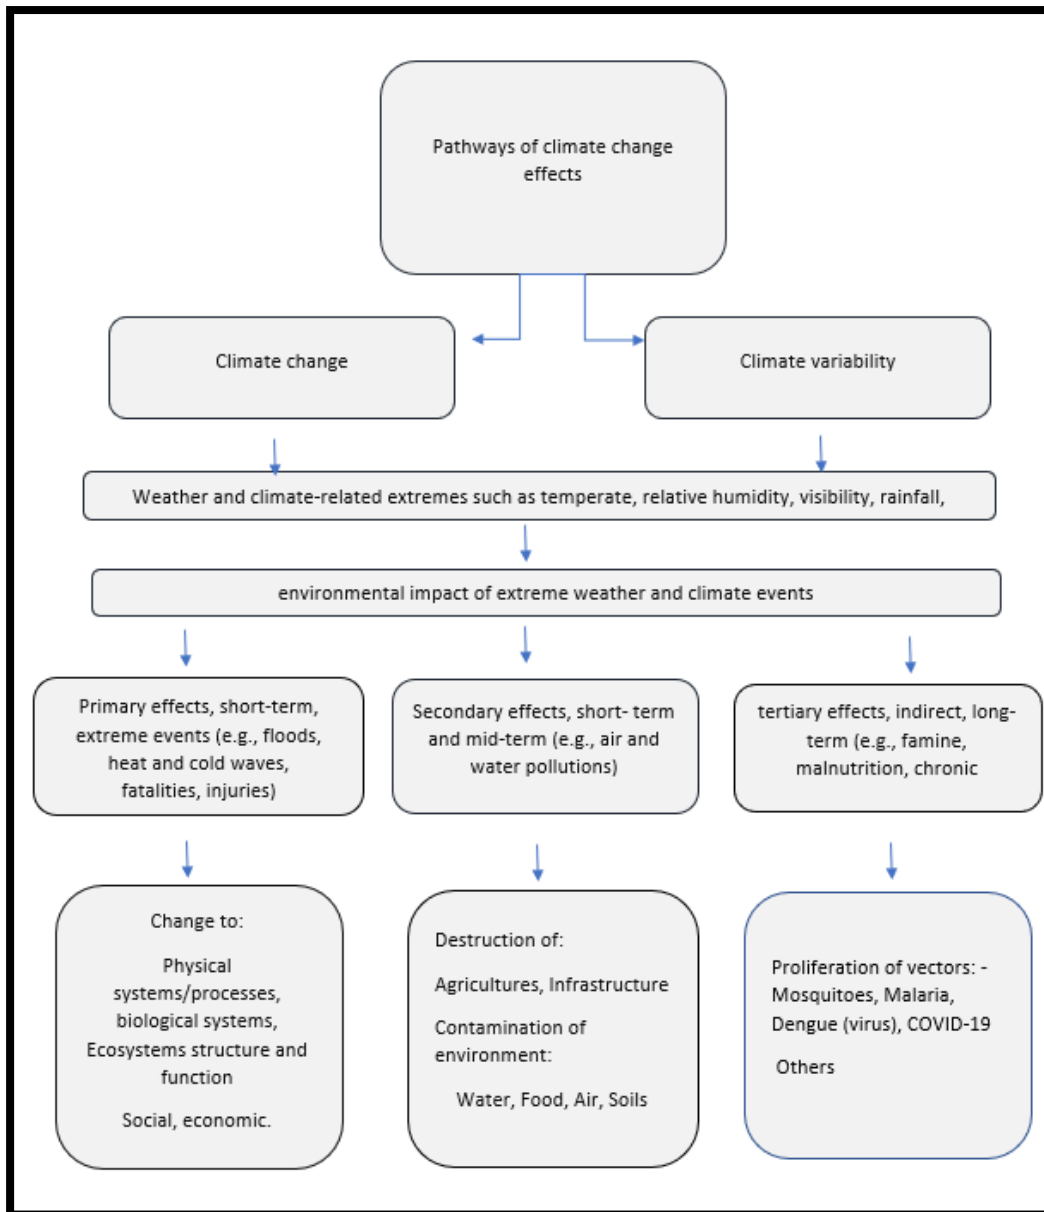 Pathways of climate change
effects
Climate change
Climate variability
Weather and climate-related extremes such as temperate, relative humidity, visibility, rainfall,
environmental impact of extreme weather and climate events
Primary effects, short-term,
extreme events (e.g., floods,
heat and cold waves,
fatalities, injuries)
Secondary effects, short- term
and mid-term (e.g., air and
water pollutions)
tertiary effects, indirect, long-
term (e.g., famine,
malnutrition, chronic
Change to:
Physical
systems/processes,
biological systems,
Ecosystems structure and
function
Social, economic.
Destruction of:
Agricultures, Infrastructure
Contamination of
environment:
Water, Food, Air, Soils
Proliferation of vectors: -
Mosquitoes, Malaria,
Dengue (virus), COVID-19
Others